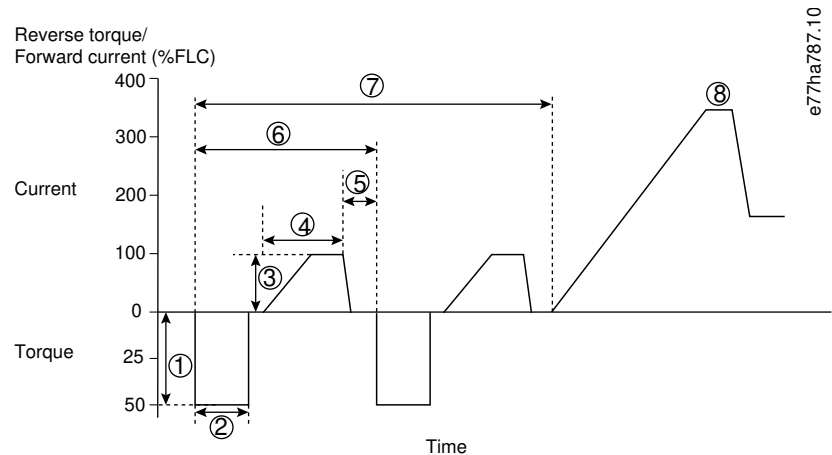 Reverse torque/
Forward current (%FLC)
e77ha787.10
400
⑦
⑧
300
⑥
Current
200
⑤
④
100
③
0
Torque
25
①
50
②
Time